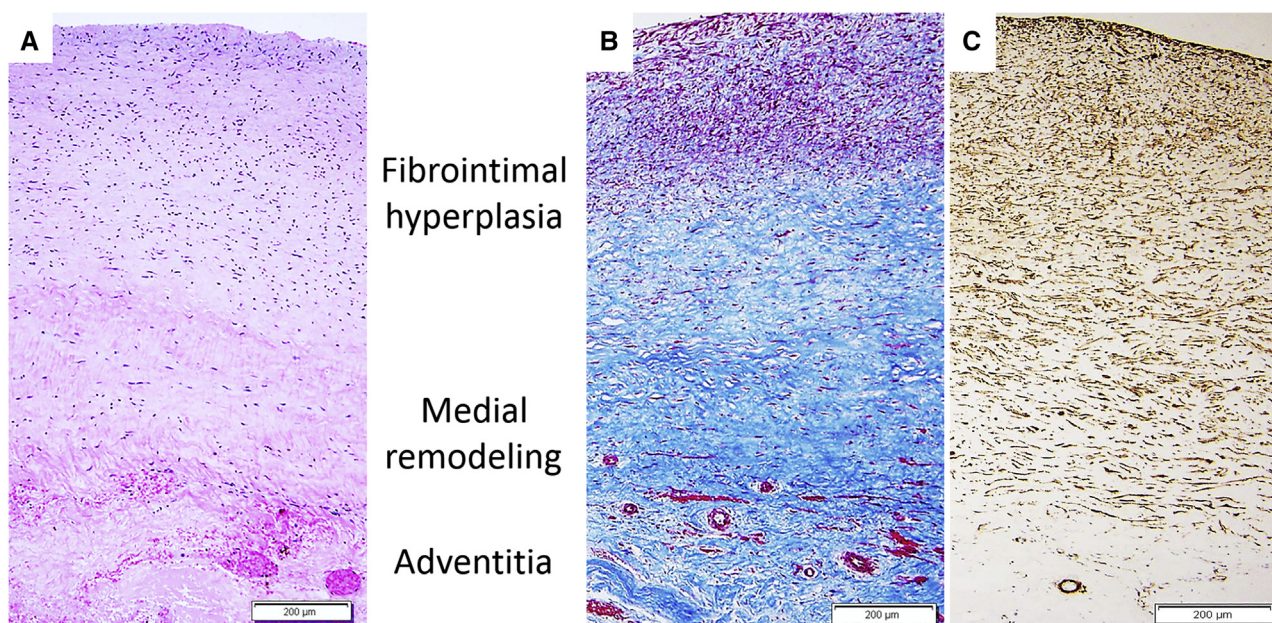 A
B
C
Fibrointimal
hyperplasia
Medial
remodeling
Adventitia
200 µm
200 µm
200 µm